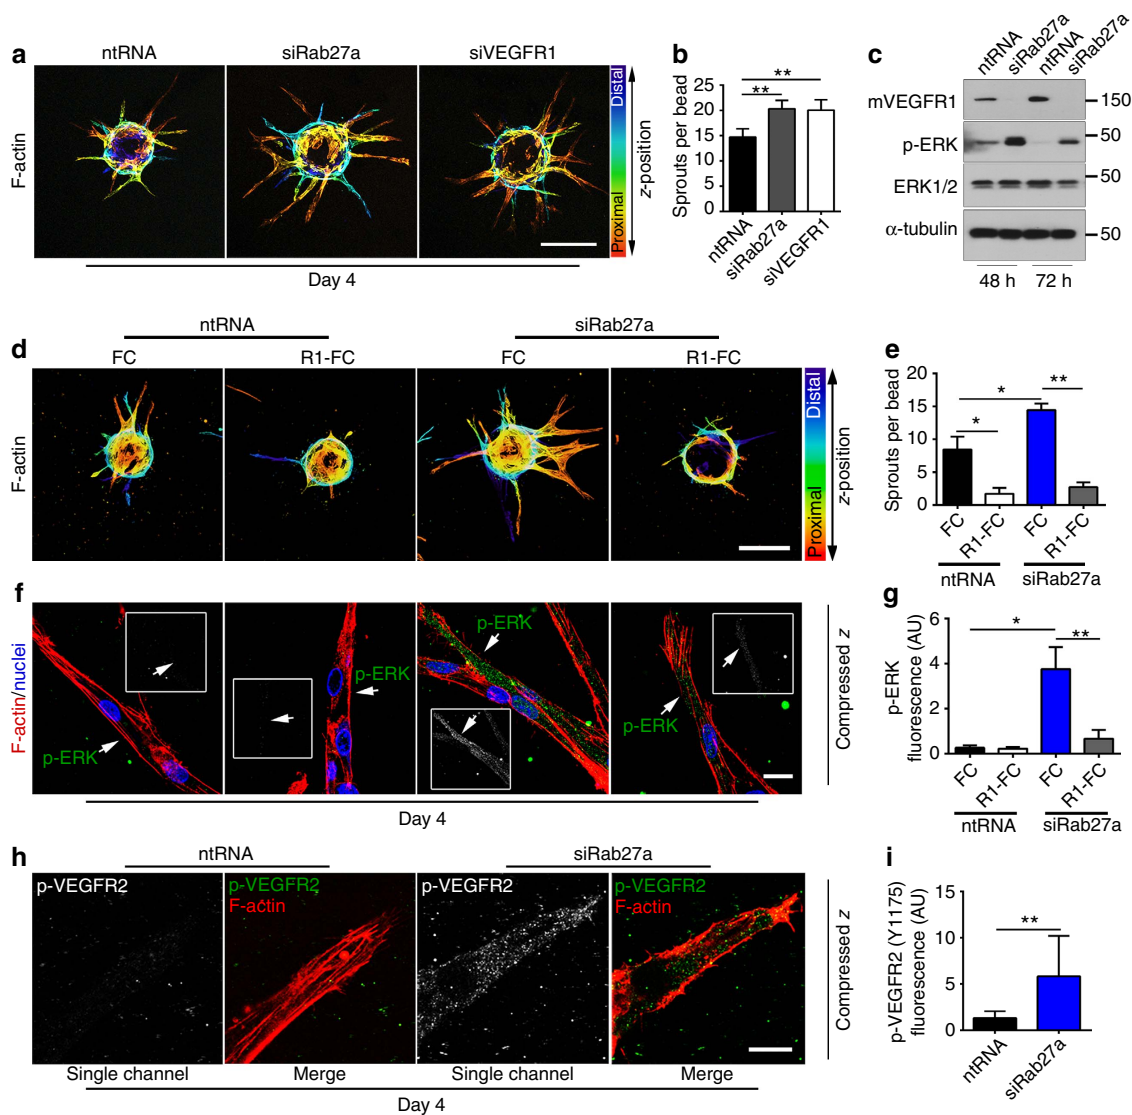 a
ntRNA
siRab27a
siVEGFR1
F-actin
Distal
Proximal
z-position
Day 4
b
Sprouts per bead
25
20
15
10
5
0
**
**
ntRNA
siRab27a
siVEGFR1
c
ntRNA
siRab27a
ntRNA
siRab27a
mVEGFR1
150
p-ERK
50
ERK1/2
50
α-tubulin
50
48 h
72 h
d
ntRNA
siRab27a
FC
R1-FC
FC
R1-FC
F-actin
Distal
Proximal
z-position
e
Sprouts per bead
20
15
10
5
0
*
*
**
FC
R1-FC
FC
R1-FC
ntRNA
siRab27a
f
F-actin/nuclei
p-ERK
p-ERK
p-ERK
p-ERK
Compressed z
Day 4
g
p-ERK
fluorescence (AU)
6
4
2
0
*
**
FC
R1-FC
FC
R1-FC
ntRNA
siRab27a
h
ntRNA
siRab27a
p-VEGFR2
p-VEGFR2
F-actin
p-VEGFR2
p-VEGFR2
F-actin
Compressed z
Single channel
Merge
Single channel
Merge
Day 4
i
p-VEGFR2 (Y1175)
fluorescence (AU)
15
10
5
0
**
ntRNA
siRab27a